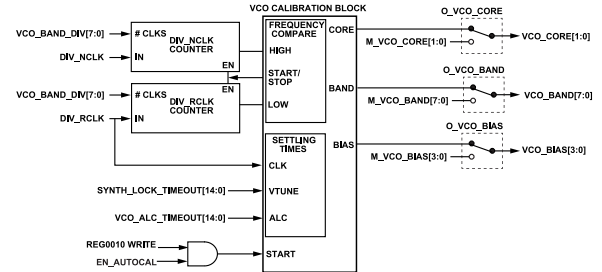 VCO CALIBRATION BLOCK
VCO_BAND_DIV[7:0]
# CLKS
DIV_NCLK
COUNTER
DIV_NCLK
IN
EN
FREQUENCY
COMPARE
HIGH
START/
STOP
LOW
EN
VCO_BAND_DIV[7:0]
# CLKS
DIV_RCLK
COUNTER
DIV_RCLK
IN
SETTLING
TIMES
CLK
SYNTH_LOCK_TIMEOUT[14:0]
VTUNE
VCO_ALC_TIMEOUT[14:0]
ALC
REG0010 WRITE
EN_AUTOCAL
START
CORE
O_VCO_CORE
M_VCO_CORE[1:0]
VCO_CORE[1:0]
BAND
O_VCO_BAND
M_VCO_BAND[7:0]
VCO_BAND[7:0]
BIAS
O_VCO_BIAS
M_VCO_BIAS[3:0]
VCO_BIAS[3:0]